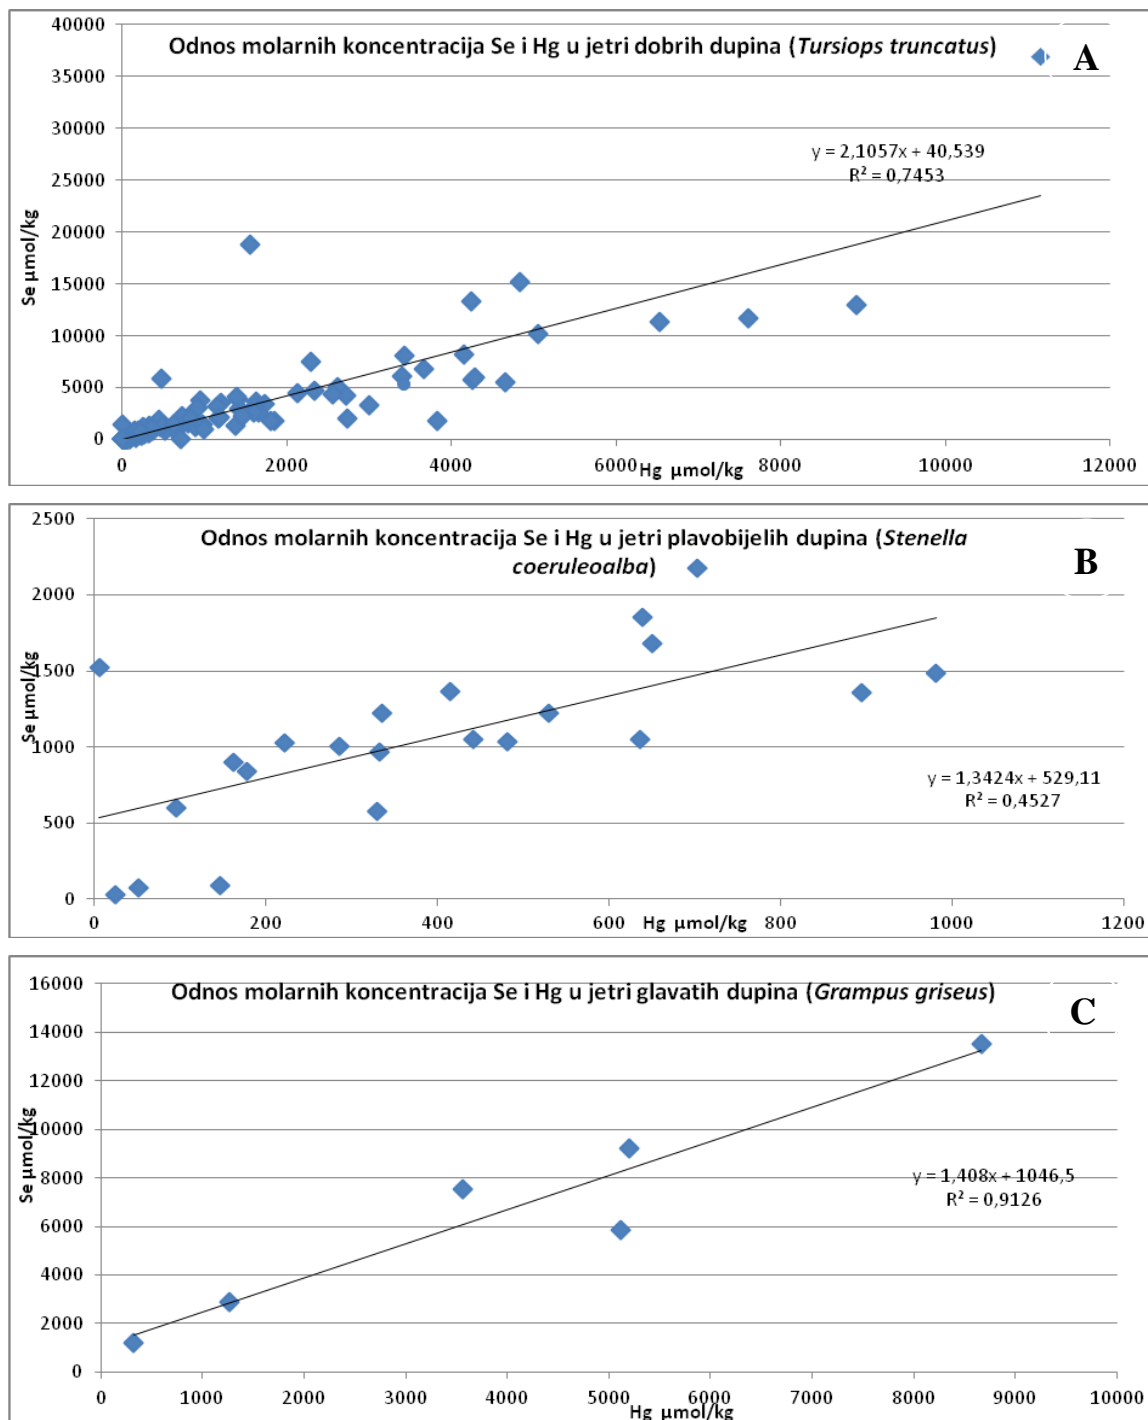 Odnos molarnih koncentracija Se i Hg u jetri dobrih dupina (Tursiops truncatus)
A
40000
35000
30000
25000
20000
15000
10000
5000
0
Se µmol/kg
y = 2,1057x + 40,539
R² = 0,7453
0 2000 4000 6000 8000 10000 12000
Hg µmol/kg
Odnos molarnih koncentracija Se i Hg u jetri plavobijelih dupina (Stenella
coeruleoalba)
B
2500
2000
1500
1000
500
0
Se µmol/kg
y = 1,3424x + 529,11
R² = 0,4527
0 200 400 600 800 1000 1200
Hg µmol/kg
Odnos molarnih koncentracija Se i Hg u jetri glavatih dupina (Grampus griseus)
C
16000
14000
12000
10000
8000
6000
4000
2000
0
Se µmol/kg
y = 1,408x + 1046,5
R² = 0,9126
0 1000 2000 3000 4000 5000 6000 7000 8000 9000 10000
Hg µmol/kg